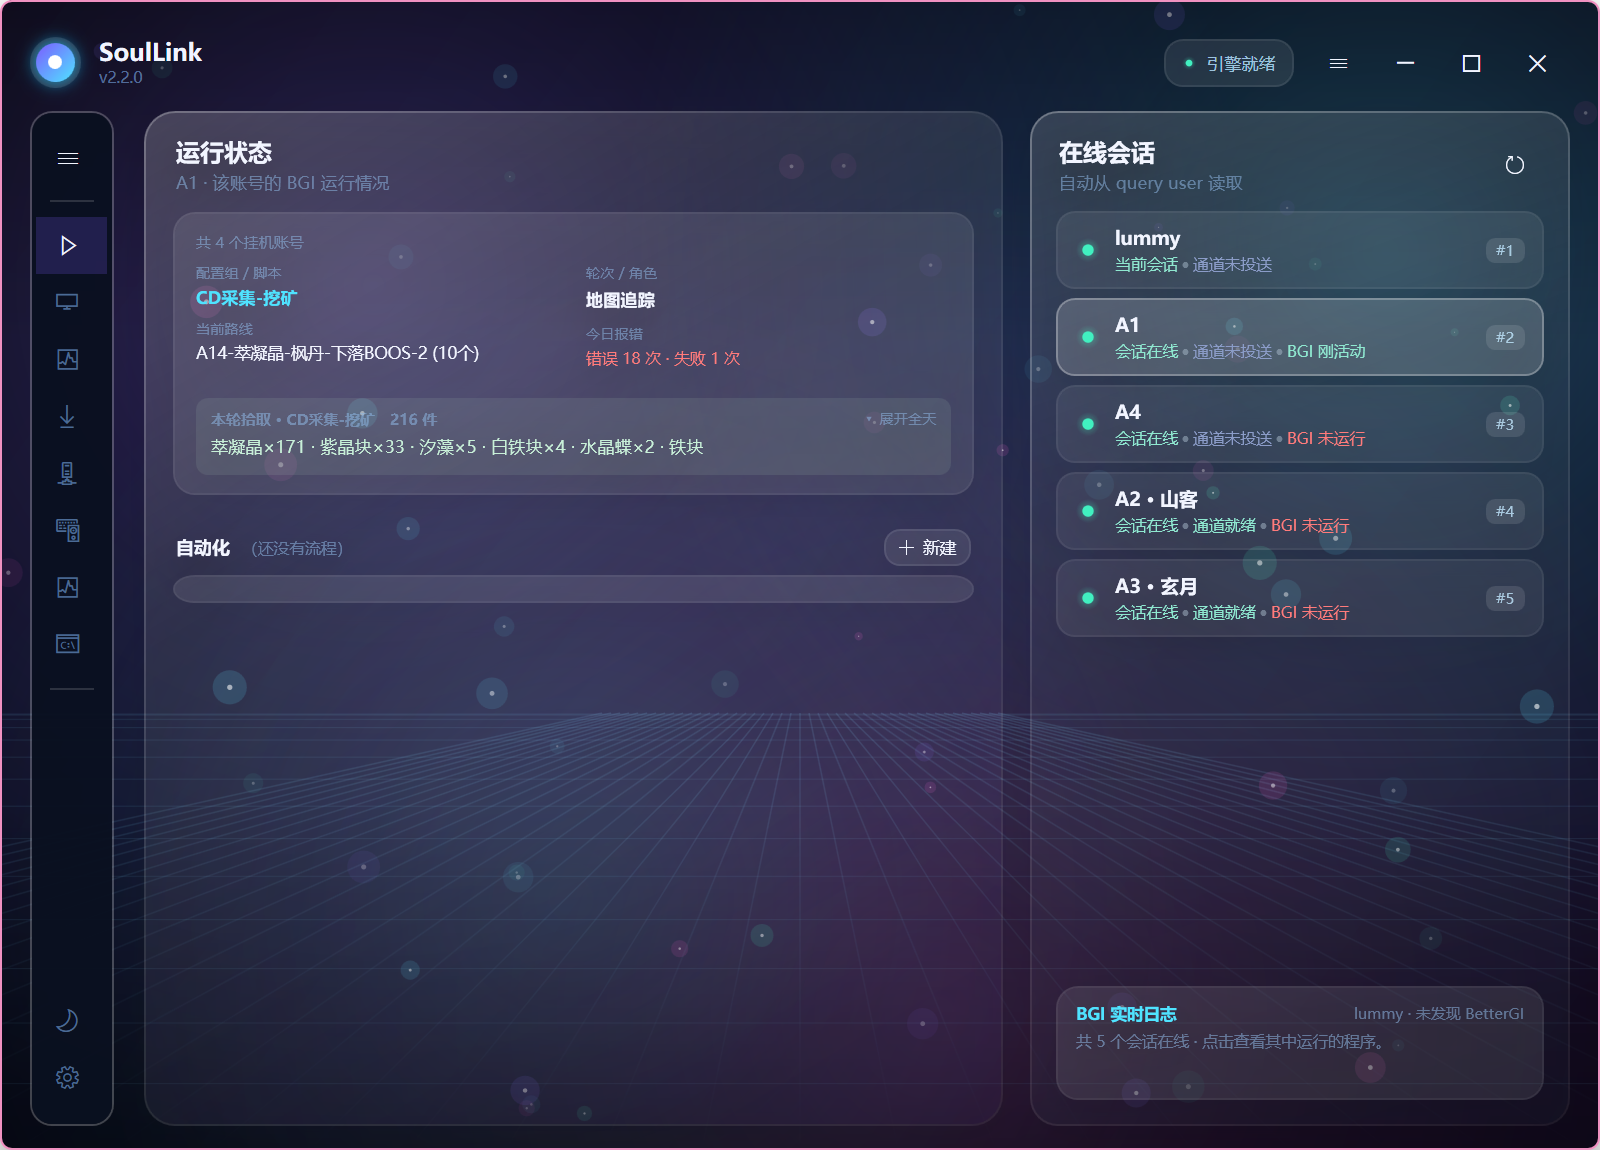 SoulLink
v2.2.0
引擎就绪
运行状态
A1 · 该账号的 BGI 运行情况
共 4 个挂机账号
配置组 / 脚本
CD采集-挖矿
轮次 / 角色
地图追踪
当前路线
A14-萃凝晶-枫丹-下落BOOS-2 (10个)
今日报错
错误 18 次 · 失败 1 次
本轮拾取 • CD采集-挖矿 216 件
展开全天
萃凝晶×171 · 紫晶块×33 · 汐藻×5 · 白铁块×4 · 水晶蝶×2 · 铁块
自动化 (还没有流程)
新建
在线会话
自动从 query user 读取
lummy
当前会话 • 通道未投送
#1
A1
会话在线 • 通道未投送 • BGI 刚活动
#2
A4
会话在线 • 通道未投送 • BGI 未运行
#3
A2 • 山客
会话在线 • 通道就绪 • BGI 未运行
#4
A3 • 玄月
会话在线 • 通道就绪 • BGI 未运行
#5
BGI 实时日志
lummy · 未发现 BetterGI
共 5 个会话在线 · 点击查看其中运行的程序。
C:\